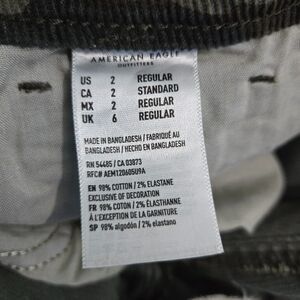 AMERICAN EAGLE
OUTFITTERS
US 2 REGULAR
CA 2 STANDARD
MX 2 REGULAR
UK 6 REGULAR
MADE IN BANGLADESH / FABRIQUÉ AU
BANGLADESH / HECHO EN BANGLADESH
RN 54485 / CA 03873
RFC# AEM120605U9A
EN 98% COTTON / 2% ELASTANE
EXCLUSIVE OF DECORATION
FR 98% COTON / 2% ÉLASTHANNE
À L'EXCEPTION DE LA GARNITURE
SP 98% algodón / 2% elastano